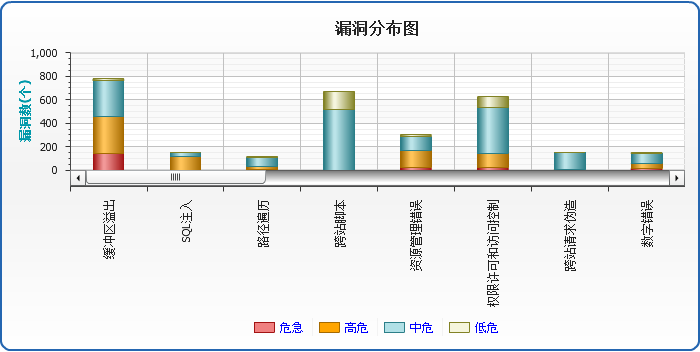 漏洞分布图
漏洞数(个)
1,000
800
600
400
200
0
缓冲区溢出
SQL注入
路径遍历
跨站脚本
资源管理错误
权限许可和访问控制
跨站请求伪造
数字错误
危急 高危 中危 低危